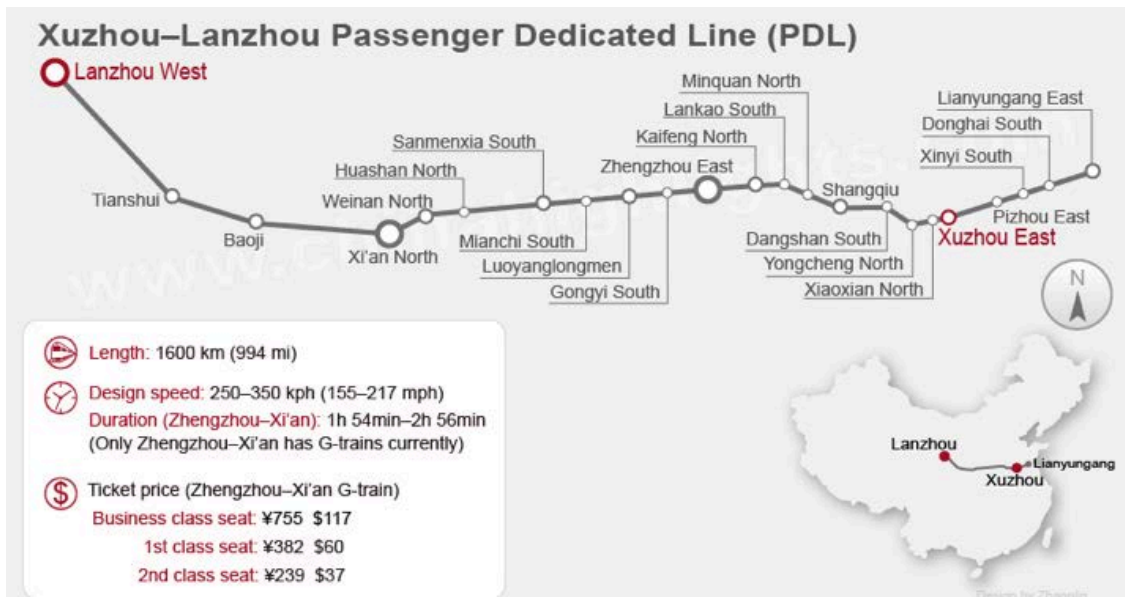 Xuzhou–Lanzhou Passenger Dedicated Line (PDL)
Lanzhou West
Minquan North
Lianyungang East
Lankao South
Donghai South
Sanmenxia South
Kaifeng North
Xinyi South
Huashan North
Zhengzhou East
Tianshui
Weinan North
Shangqiu
Pizhou East
Baoji
Xi'an North
Mianchi South
Dangshan South
Xuzhou East
Luoyanglongmen
Yongcheng North
Gongyi South
Xiaoxian North
N
Length: 1600 km (994 mi)
Design speed: 250–350 kph (155–217 mph)
Duration (Zhengzhou–Xi'an): 1h 54min–2h 56min
(Only Zhengzhou–Xi'an has G-trains currently)
$ Ticket price (Zhengzhou–Xi'an G-train)
Business class seat: ¥755 $117
1st class seat: ¥382 $60
2nd class seat: ¥239 $37
Lanzhou
Lianyungang
Xuzhou